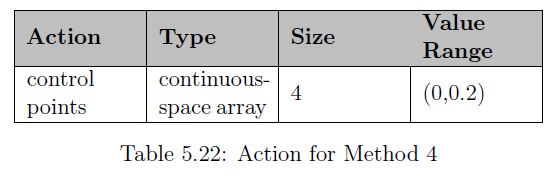 Action Type Size Value Range
control points continuous-space array 4 (0,0.2)
Table 5.22: Action for Method 4